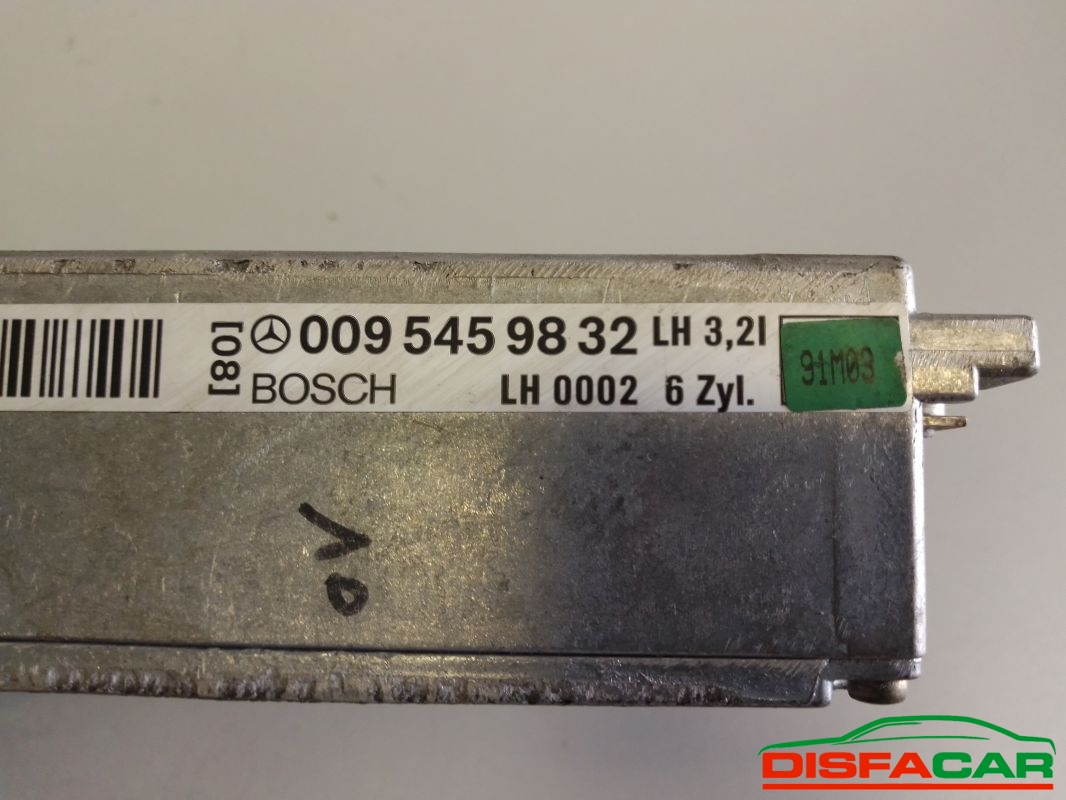 [08]
009 545 98 32 LH 3,2l
BOSCH LH 0002 6 Zyl.
91M03
DISFACAR